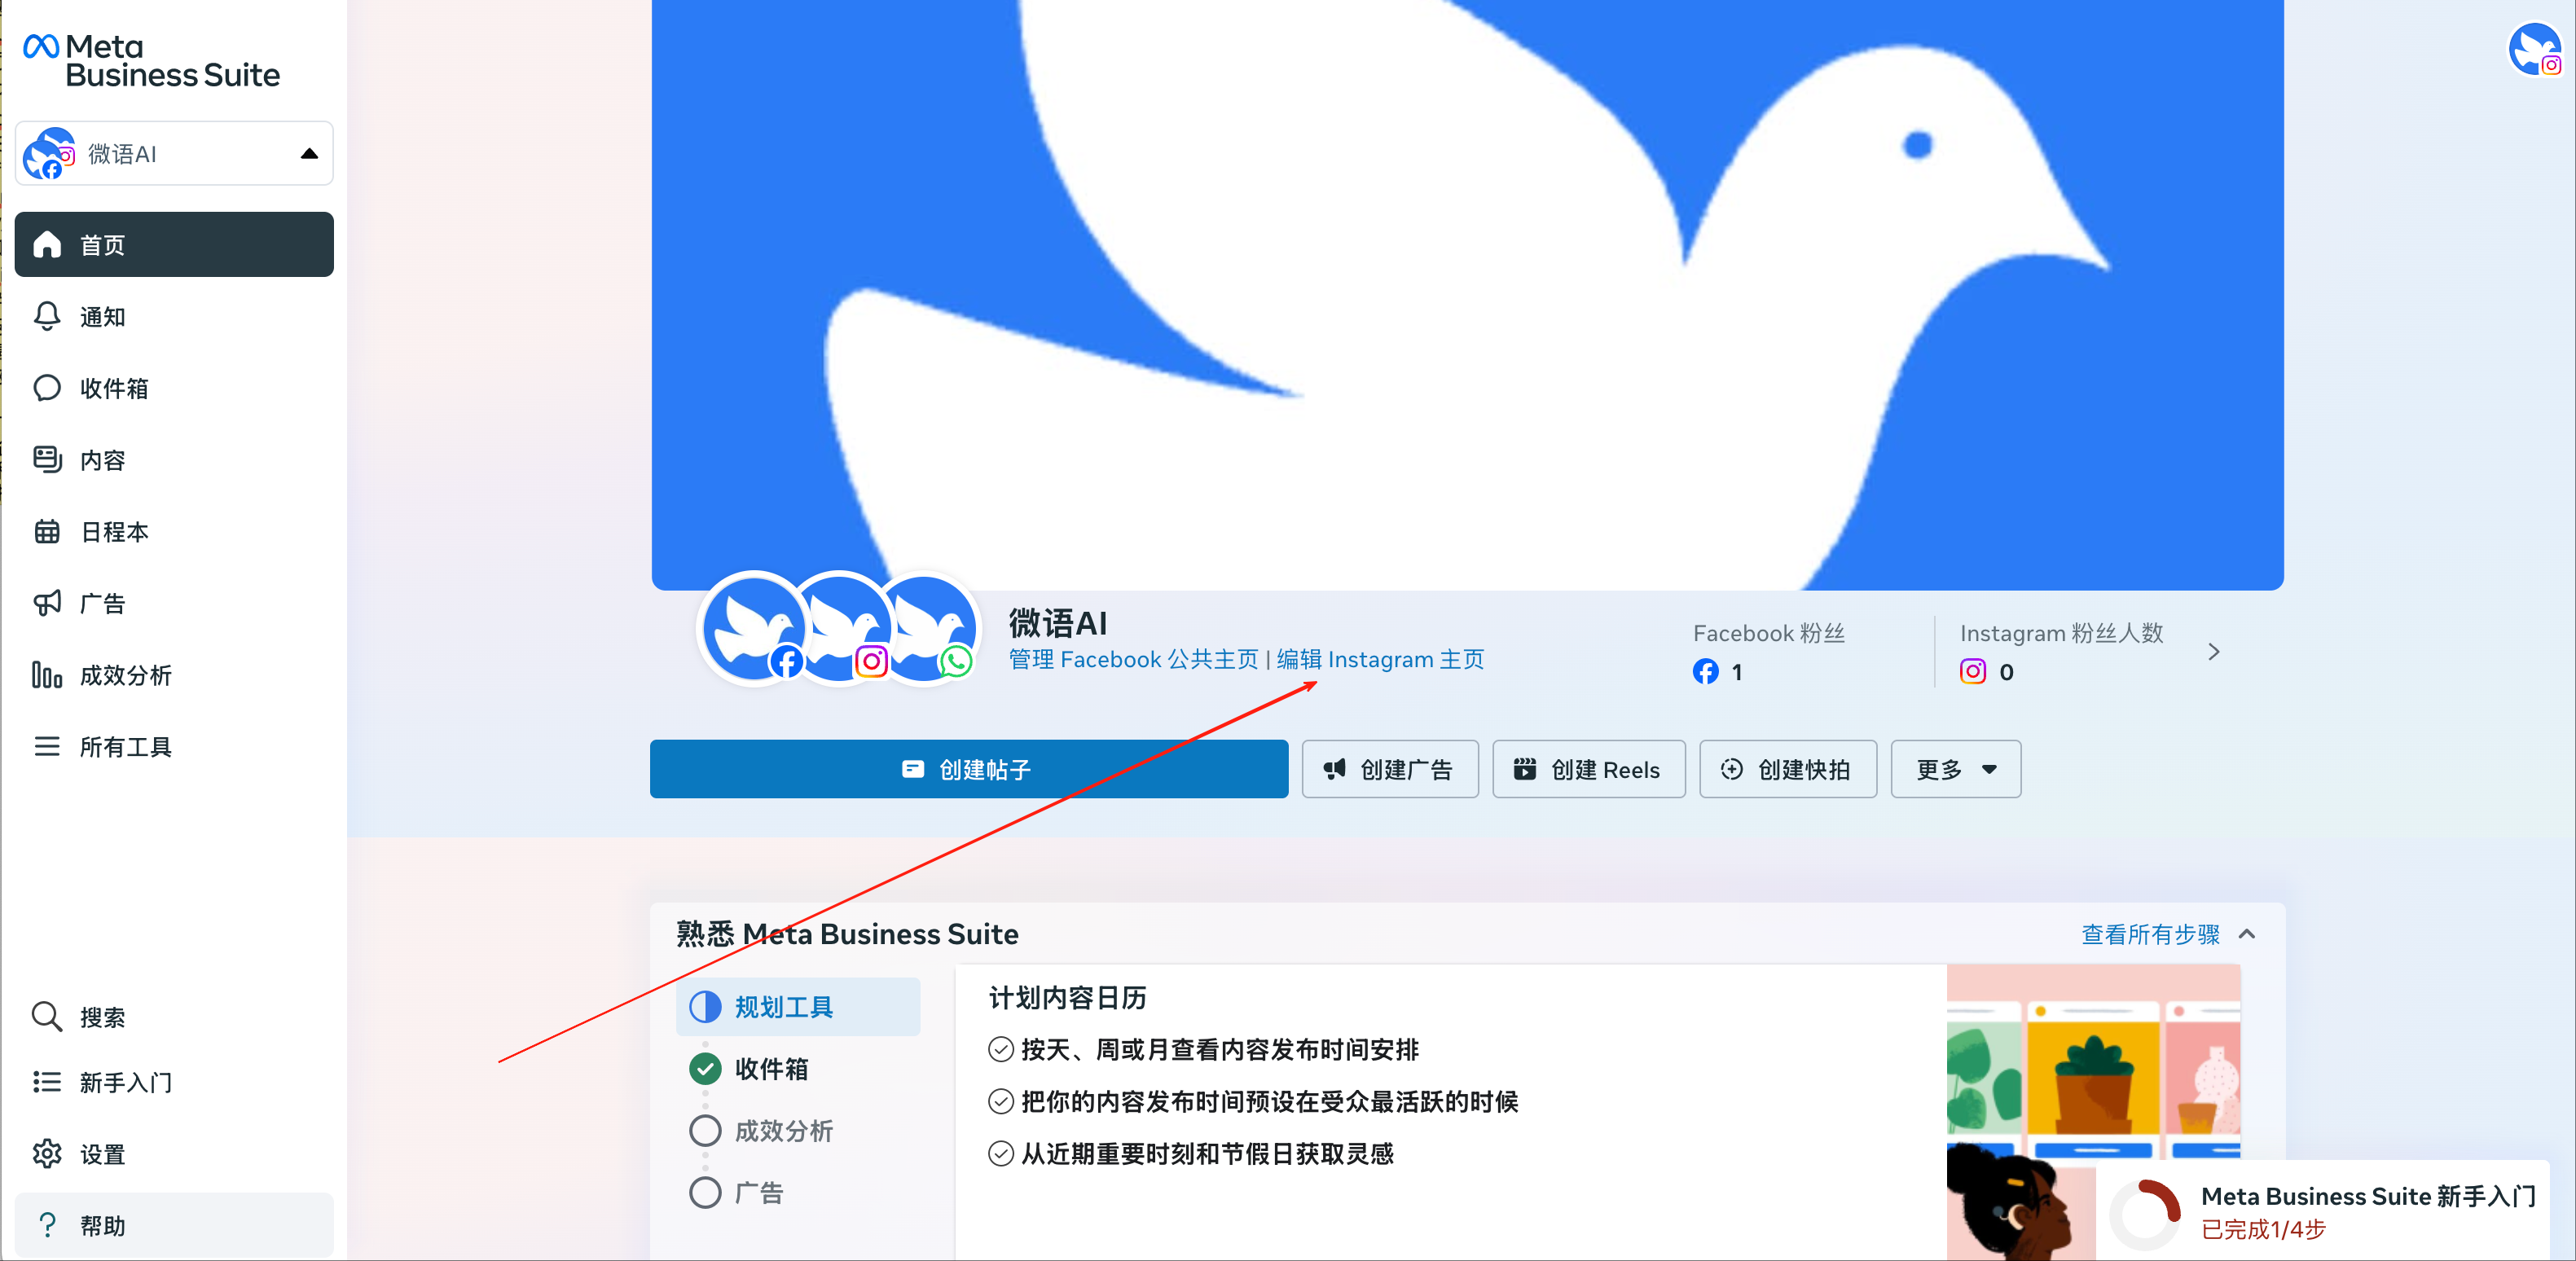 Meta
Business Suite
微语AI
首页
通知
收件箱
内容
日程本
广告
成效分析
所有工具
搜索
新手入门
设置
帮助
微语AI
管理 Facebook 公共主页 | 编辑 Instagram 主页
Facebook 粉丝
1
Instagram 粉丝人数
0
创建帖子
创建广告
创建 Reels
创建快拍
更多
熟悉 Meta Business Suite
查看所有步骤
规划工具
收件箱
成效分析
广告
计划内容日历
按天、周或月查看内容发布时间安排
把你的内容发布时间预设在受众最活跃的时候
从近期重要时刻和节假日获取灵感
Meta Business Suite 新手入门
已完成1/4步